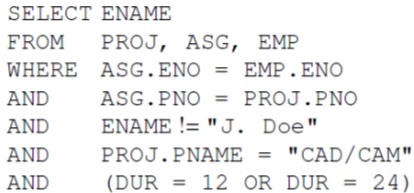 SELECT ENAME
FROM PROJ, ASG, EMP
WHERE ASG.ENO = EMP.ENO
AND ASG.PNO = PROJ.PNO
AND ENAME != "J. Doe"
AND PROJ.PNAME = "CAD/CAM"
AND (DUR = 12 OR DUR = 24)